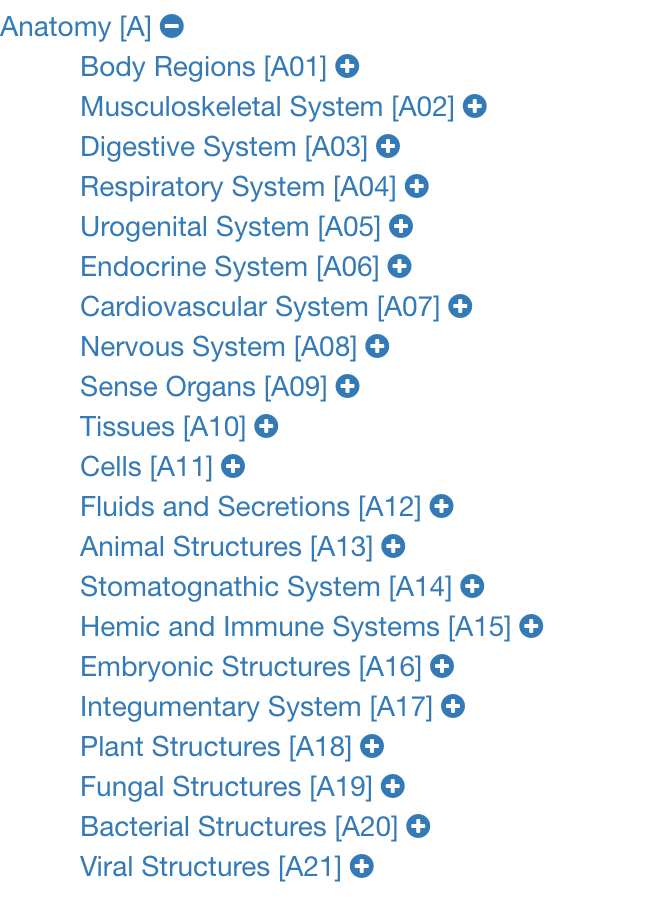 Anatomy [A]
Body Regions [A01]
Musculoskeletal System [A02]
Digestive System [A03]
Respiratory System [A04]
Urogenital System [A05]
Endocrine System [A06]
Cardiovascular System [A07]
Nervous System [A08]
Sense Organs [A09]
Tissues [A10]
Cells [A11]
Fluids and Secretions [A12]
Animal Structures [A13]
Stomatognathic System [A14]
Hemic and Immune Systems [A15]
Embryonic Structures [A16]
Integumentary System [A17]
Plant Structures [A18]
Fungal Structures [A19]
Bacterial Structures [A20]
Viral Structures [A21]